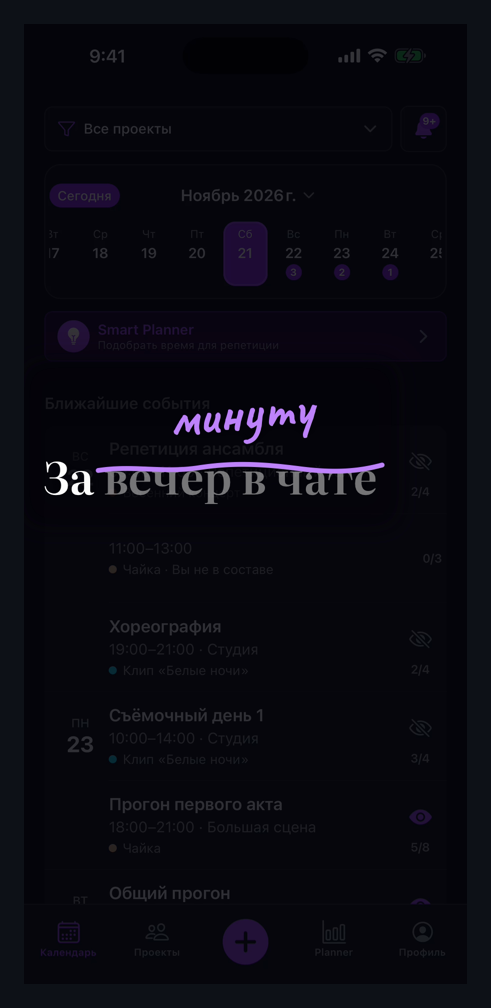 9:41
Все проекты
9+
Сегодня
Ноябрь 2026 г.
Вт Ср Чт Пт Сб Вс Пн Вт Ср
17 18 19 20 21 22 23 24 25
3 2 1
Smart Planner
Подобрать время для репетиции
Ближайшие события
минуту
ВС
Репетиция ансамбля
За вечер в чате
2/4
11:00–13:00
0/3
Чайка · Вы не в составе
Хореография
19:00–21:00 · Студия
Клип «Белые ночи»
2/4
ПН
23
Съёмочный день 1
10:00–14:00 · Студия
Клип «Белые ночи»
3/4
Прогон первого акта
18:00–21:00 · Большая сцена
Чайка
5/8
ВТ
Общий прогон
Календарь
Проекты
Planner
Профиль